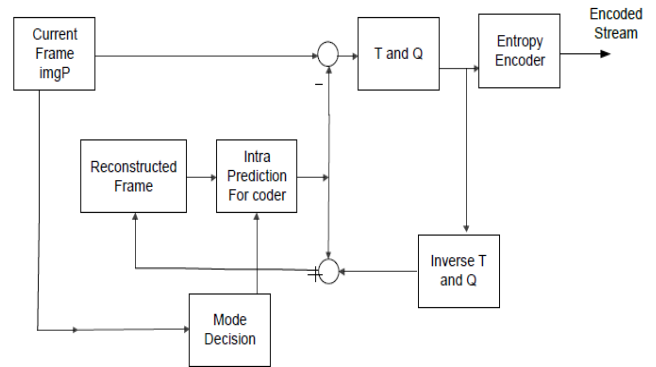 Current
Frame
imgP
T and Q
Entropy
Encoder
Encoded
Stream
–
Reconstructed
Frame
Intra
Prediction
For coder
+
Inverse T
and Q
Mode
Decision